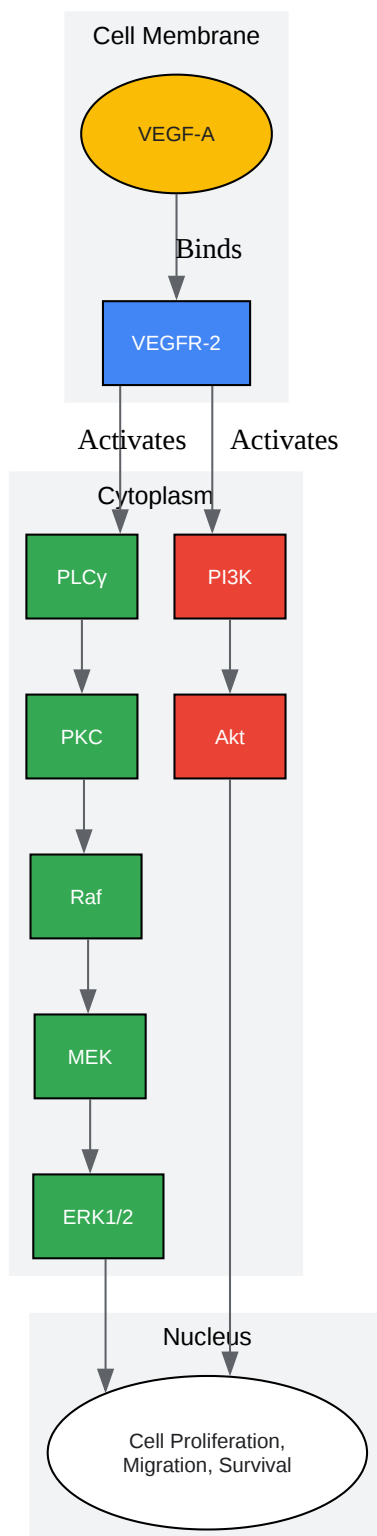 Cell Membrane
VEGF-A
Binds
VEGFR-2
Activates
Activates
Cytoplasm
PLCγ
PI3K
PKC
Akt
Raf
MEK
ERK1/2
Nucleus
Cell Proliferation,
Migration, Survival